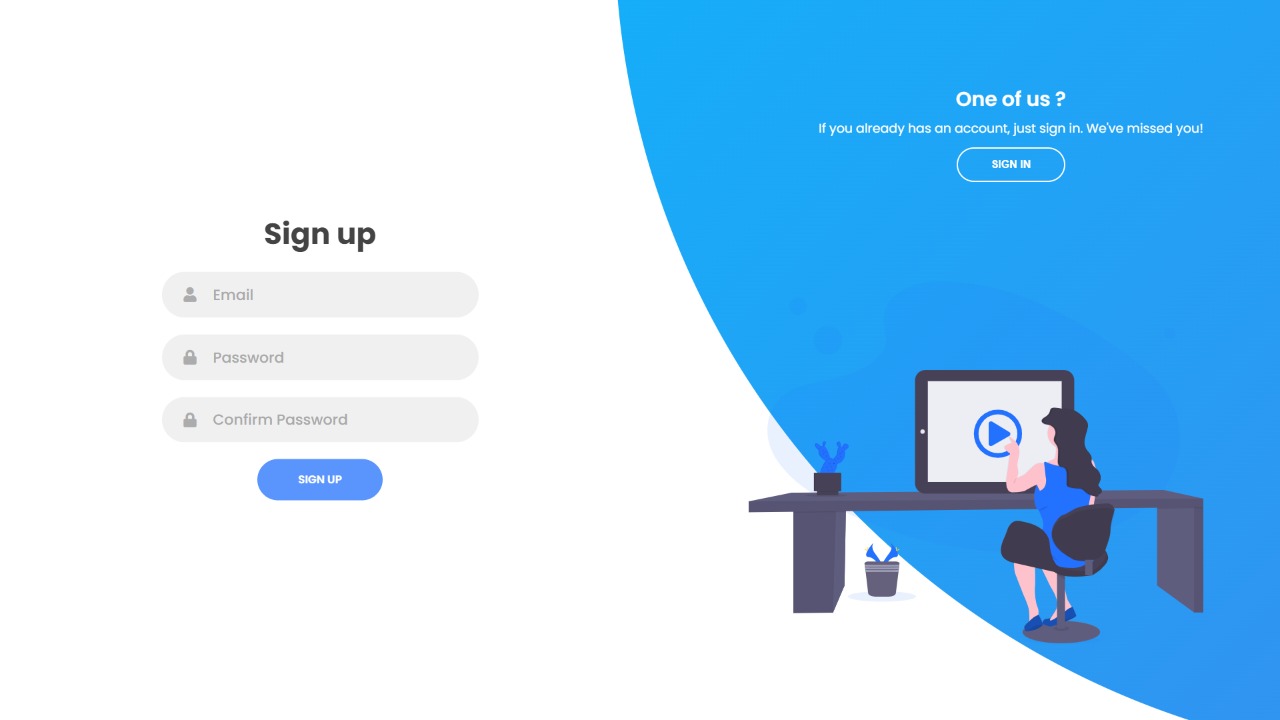 Sign up
Email
Password
Confirm Password
SIGN UP
One of us ?
If you already has an account, just sign in. We've missed you!
SIGN IN